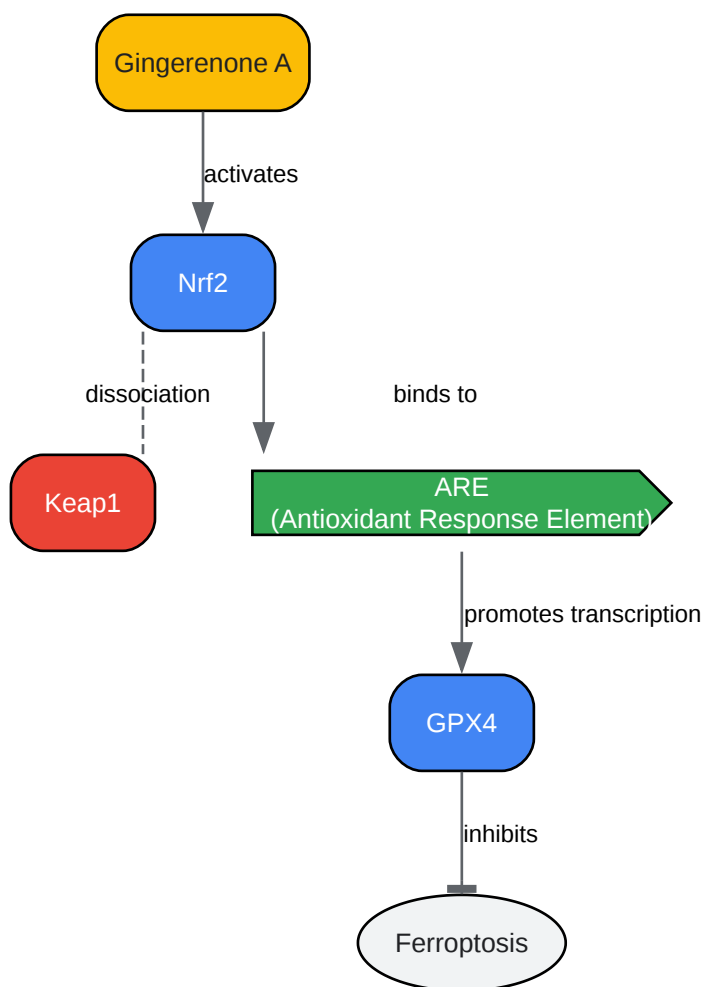 Gingerenone A
activates
Nrf2
dissociation
binds to
Keap1
ARE
(Antioxidant Response Element)
promotes transcription
GPX4
inhibits
Ferroptosis